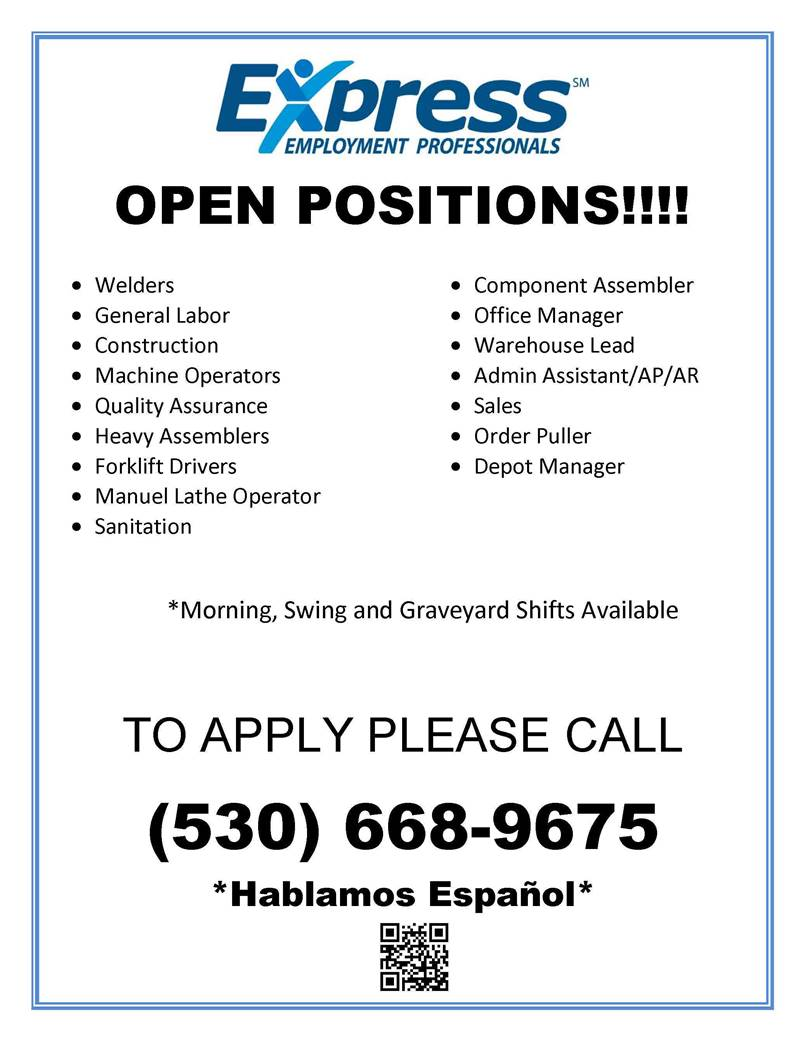 Express SM
EMPLOYMENT PROFESSIONALS
OPEN POSITIONS!!!!
• Welders
• General Labor
• Construction
• Machine Operators
• Quality Assurance
• Heavy Assemblers
• Forklift Drivers
• Manuel Lathe Operator
• Sanitation
• Component Assembler
• Office Manager
• Warehouse Lead
• Admin Assistant/AP/AR
• Sales
• Order Puller
• Depot Manager
*Morning, Swing and Graveyard Shifts Available
TO APPLY PLEASE CALL
(530) 668-9675
*Hablamos Español*